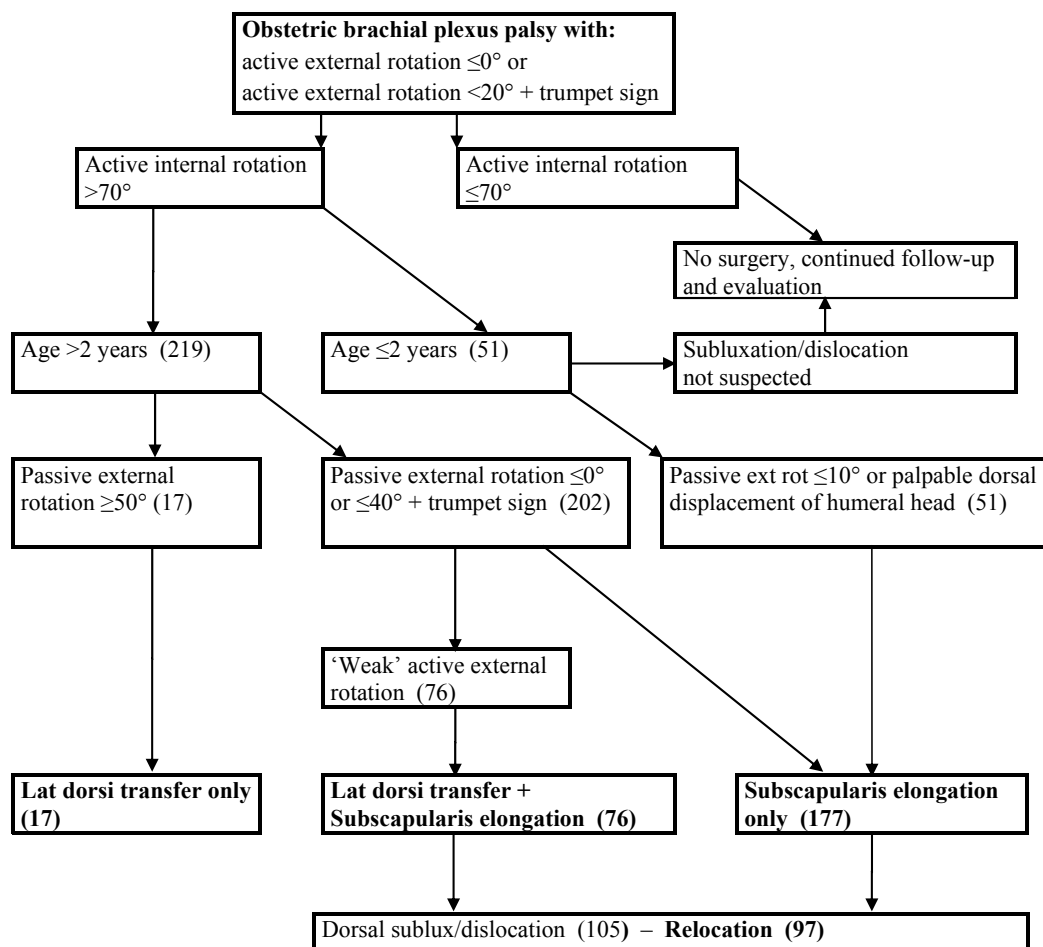 Obstetric brachial plexus palsy with:
active external rotation ≤0° or
active external rotation <20° + trumpet sign
Active internal rotation
>70°
Active internal rotation
≤70°
No surgery, continued follow-up
and evaluation
Age >2 years (219)
Age ≤2 years (51)
Subluxation/dislocation
not suspected
Passive external
rotation ≥50° (17)
Passive external rotation ≤0°
or ≤40° + trumpet sign (202)
Passive ext rot ≤10° or palpable dorsal
displacement of humeral head (51)
‘Weak’ active external
rotation (76)
Lat dorsi transfer only
(17)
Lat dorsi transfer +
Subscapularis elongation (76)
Subscapularis elongation
only (177)
Dorsal sublux/dislocation (105) – Relocation (97)